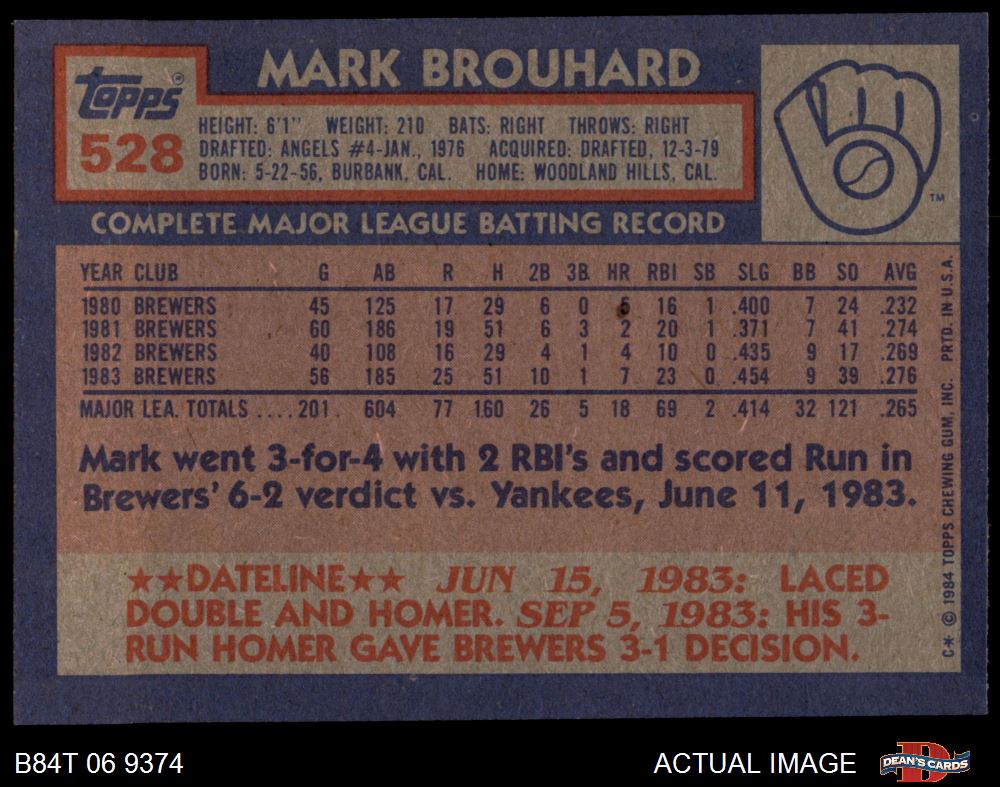 MARK BROUHARD
Topps®
528
HEIGHT: 6'1" WEIGHT: 210 BATS: RIGHT THROWS: RIGHT
DRAFTED: ANGELS #4-JAN., 1976 ACQUIRED: DRAFTED, 12-3-79
BORN: 5-22-56, BURBANK, CAL. HOME: WOODLAND HILLS, CAL.
TM
COMPLETE MAJOR LEAGUE BATTING RECORD
YEAR CLUB G AB R H 2B 3B HR RBI SB SLG BB SO AVG
1980 BREWERS 45 125 17 29 6 0 5 16 1 .400 7 24 .232
1981 BREWERS 60 186 19 51 6 3 2 20 1 .371 7 41 .274
1982 BREWERS 40 108 16 29 4 1 4 10 0 .435 9 17 .269
1983 BREWERS 56 185 25 51 10 1 7 23 0 .454 9 39 .276
MAJOR LEA. TOTALS ....201 604 77 160 26 5 18 69 2 .414 32 121 .265
Mark went 3-for-4 with 2 RBI's and scored Run in
Brewers' 6-2 verdict vs. Yankees, June 11, 1983.
★★DATELINE★★ JUN 15, 1983: LACED
DOUBLE AND HOMER. SEP 5, 1983: HIS 3-
RUN HOMER GAVE BREWERS 3-1 DECISION.
C* © 1984 TOPPS CHEWING GUM, INC. PRTD. IN U.S.A.
B84T 06 9374
ACTUAL IMAGE
DEAN'S CARDS